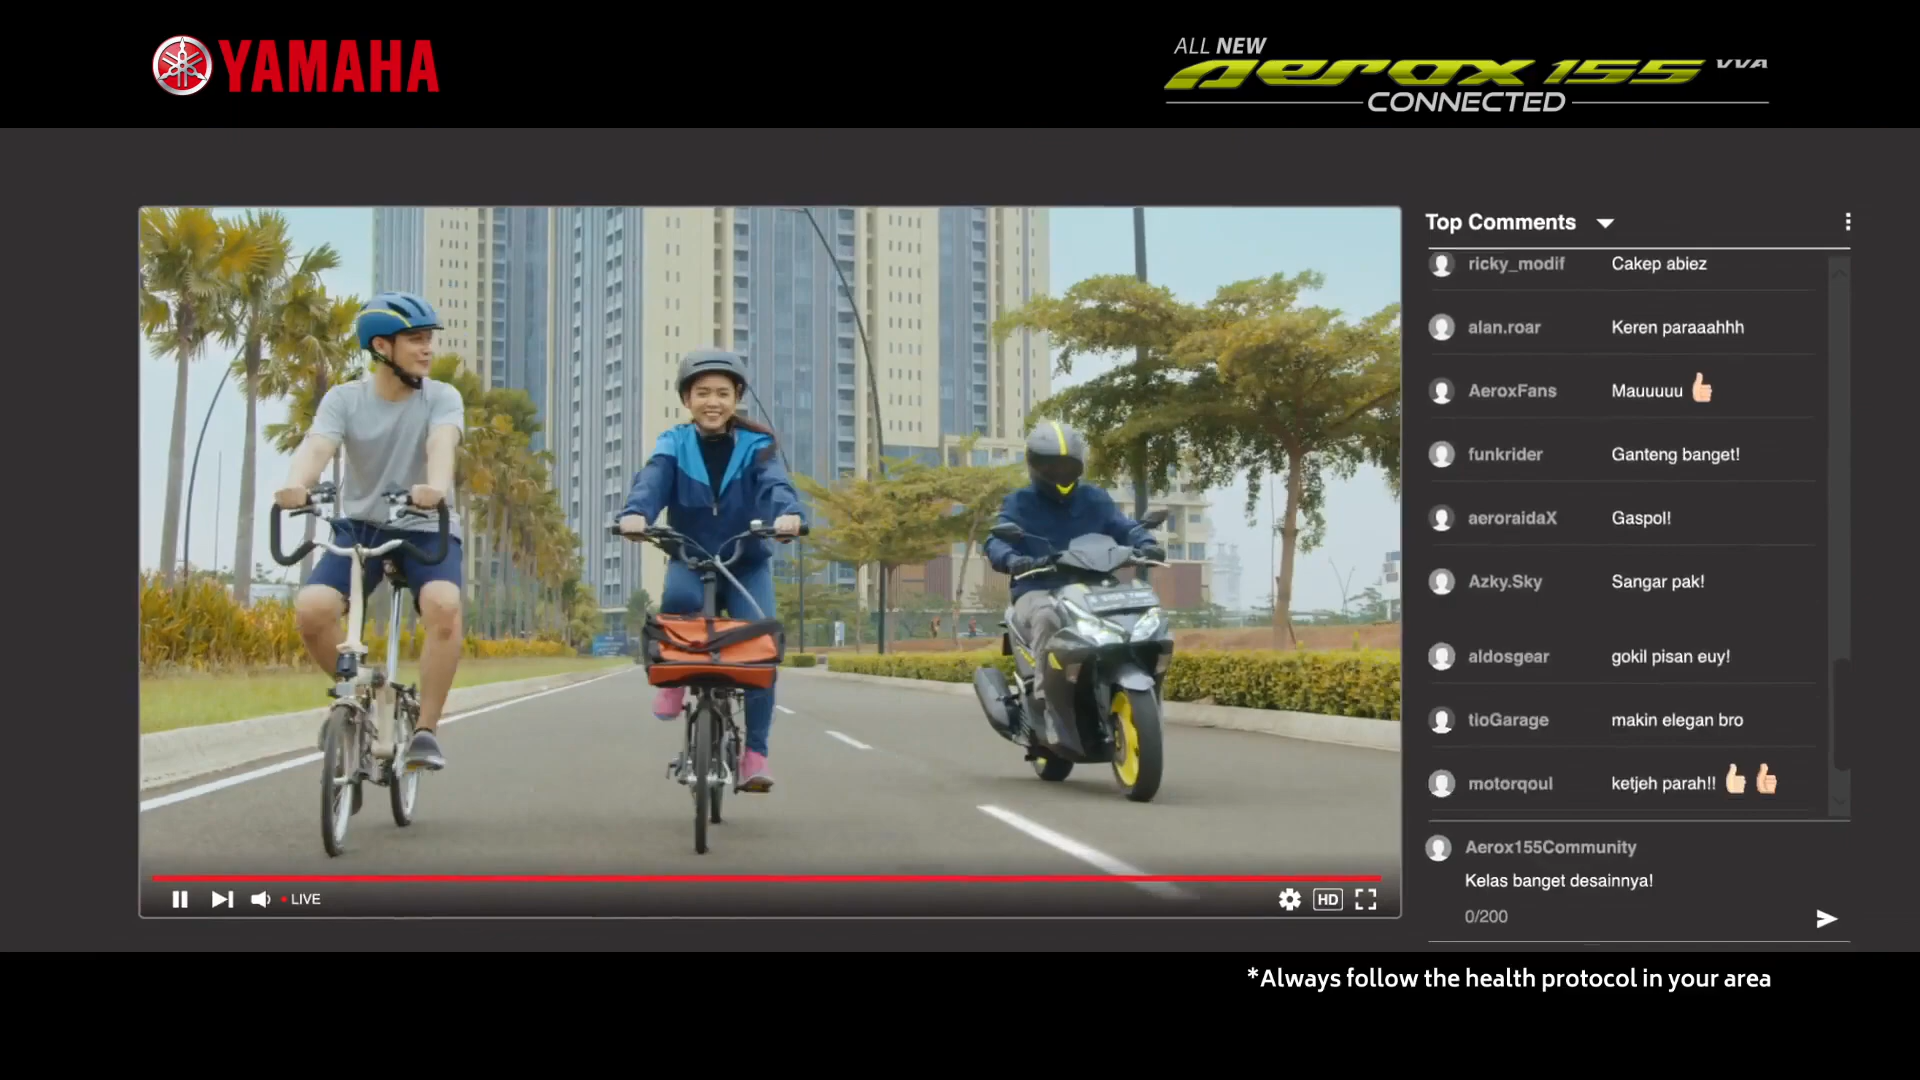 YAMAHA
ALL NEW
Aerox 155 VVA
CONNECTED
Top Comments
ricky_modif Cakep abiez
alan.roar Keren paraaahhh
AeroxFans Mauuuuu
funkrider Ganteng banget!
aeroraidaX Gaspol!
Azky.Sky Sangar pak!
aldosgear gokil pisan euy!
tioGarage makin elegan bro
motorqoul ketjeh parah!!
Aerox155Community
Kelas banget desainnya!
0/200
LIVE
HD
*Always follow the health protocol in your area